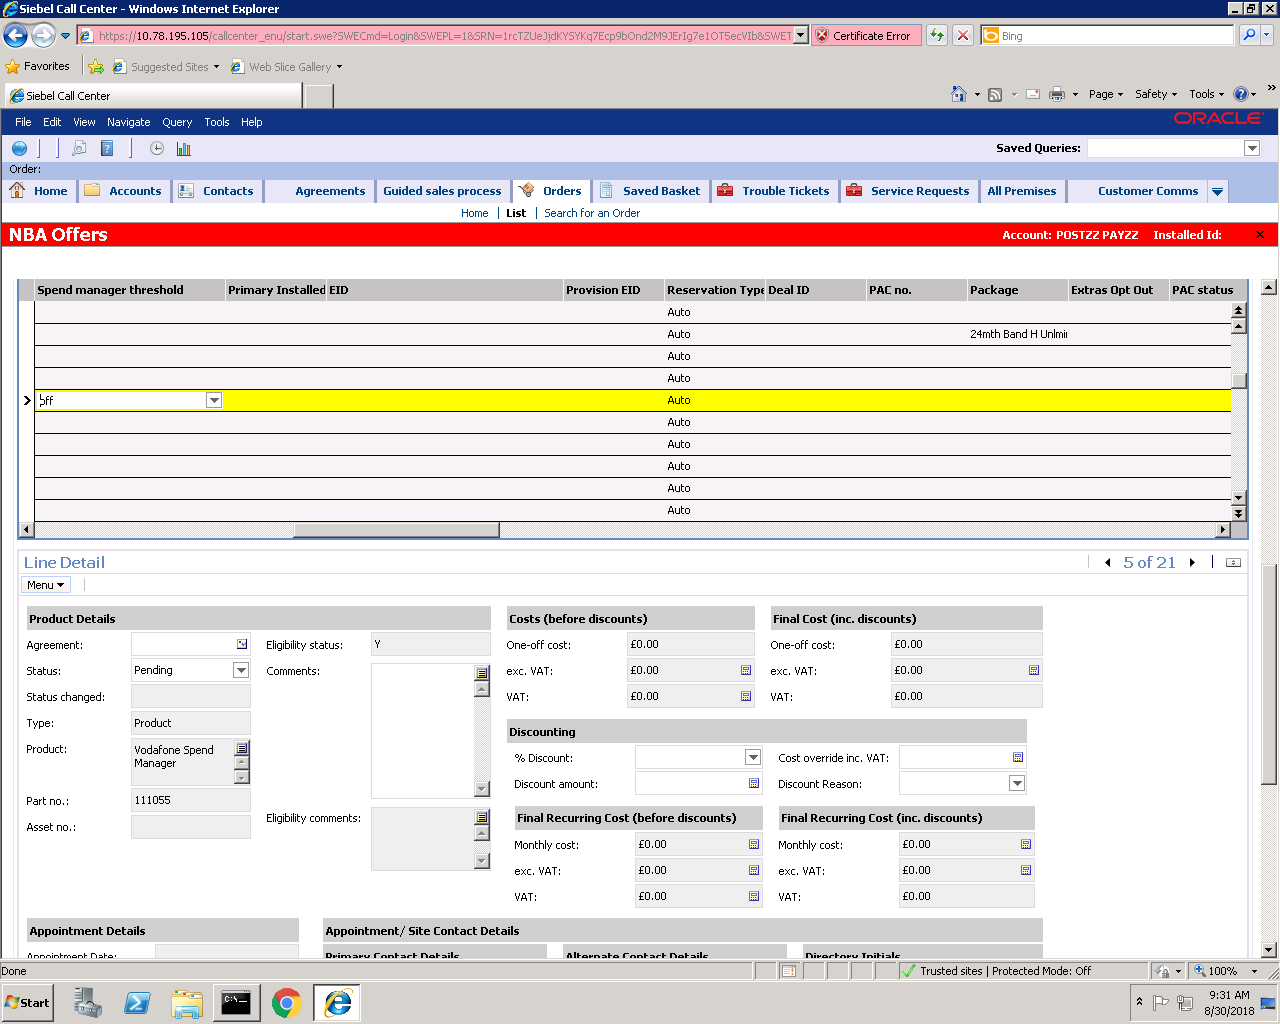 Siebel Call Center - Windows Internet Explorer
https://10.78.195.105/callcenter_enu/start.swe?SWECmd=Login&SWEPL=1&SRN=
Certificate Error
Bing
Favorites
Suggested Sites
Web Slice Gallery
Siebel Call Center
Page
Safety
Tools
File Edit View Navigate Query Tools Help
ORACLE
Saved Queries:
Order:
Home
Accounts
Contacts
Agreements
Guided sales process
Orders
Saved Basket
Trouble Tickets
Service Requests
All Premises
Customer Comms
Home | List | Search for an Order
NBA Offers
Account: POSTZZ PAYZZ Installed Id:
Spend manager threshold Primary Installed EID Provision EID Reservation Type Deal ID PAC no. Package Extras Opt Out PAC status
Auto
Auto 24mth Band H Unlmi
Auto
Auto
Off Auto
Auto
Auto
Auto
Auto
Auto
Line Detail
5 of 21
Menu
Product Details
Agreement:
Status: Pending
Status changed:
Type: Product
Product: Vodafone Spend Manager
Part no.: 111055
Asset no.:
Eligibility status: Y
Comments:
Eligibility comments:
Costs (before discounts)
One-off cost: £0.00
exc. VAT: £0.00
VAT: £0.00
Final Cost (inc. discounts)
One-off cost: £0.00
exc. VAT: £0.00
VAT: £0.00
Discounting
% Discount:
Cost override inc. VAT:
Discount amount:
Discount Reason:
Final Recurring Cost (before discounts)
Monthly cost: £0.00
exc. VAT: £0.00
VAT: £0.00
Final Recurring Cost (inc. discounts)
Monthly cost: £0.00
exc. VAT: £0.00
VAT: £0.00
Appointment Details
Appointment Date:
Appointment/ Site Contact Details
Primary Contact Details
Alternate Contact Details
Directory Initials
Done
Trusted sites | Protected Mode: Off
100%
Start
9:31 AM
8/30/2018